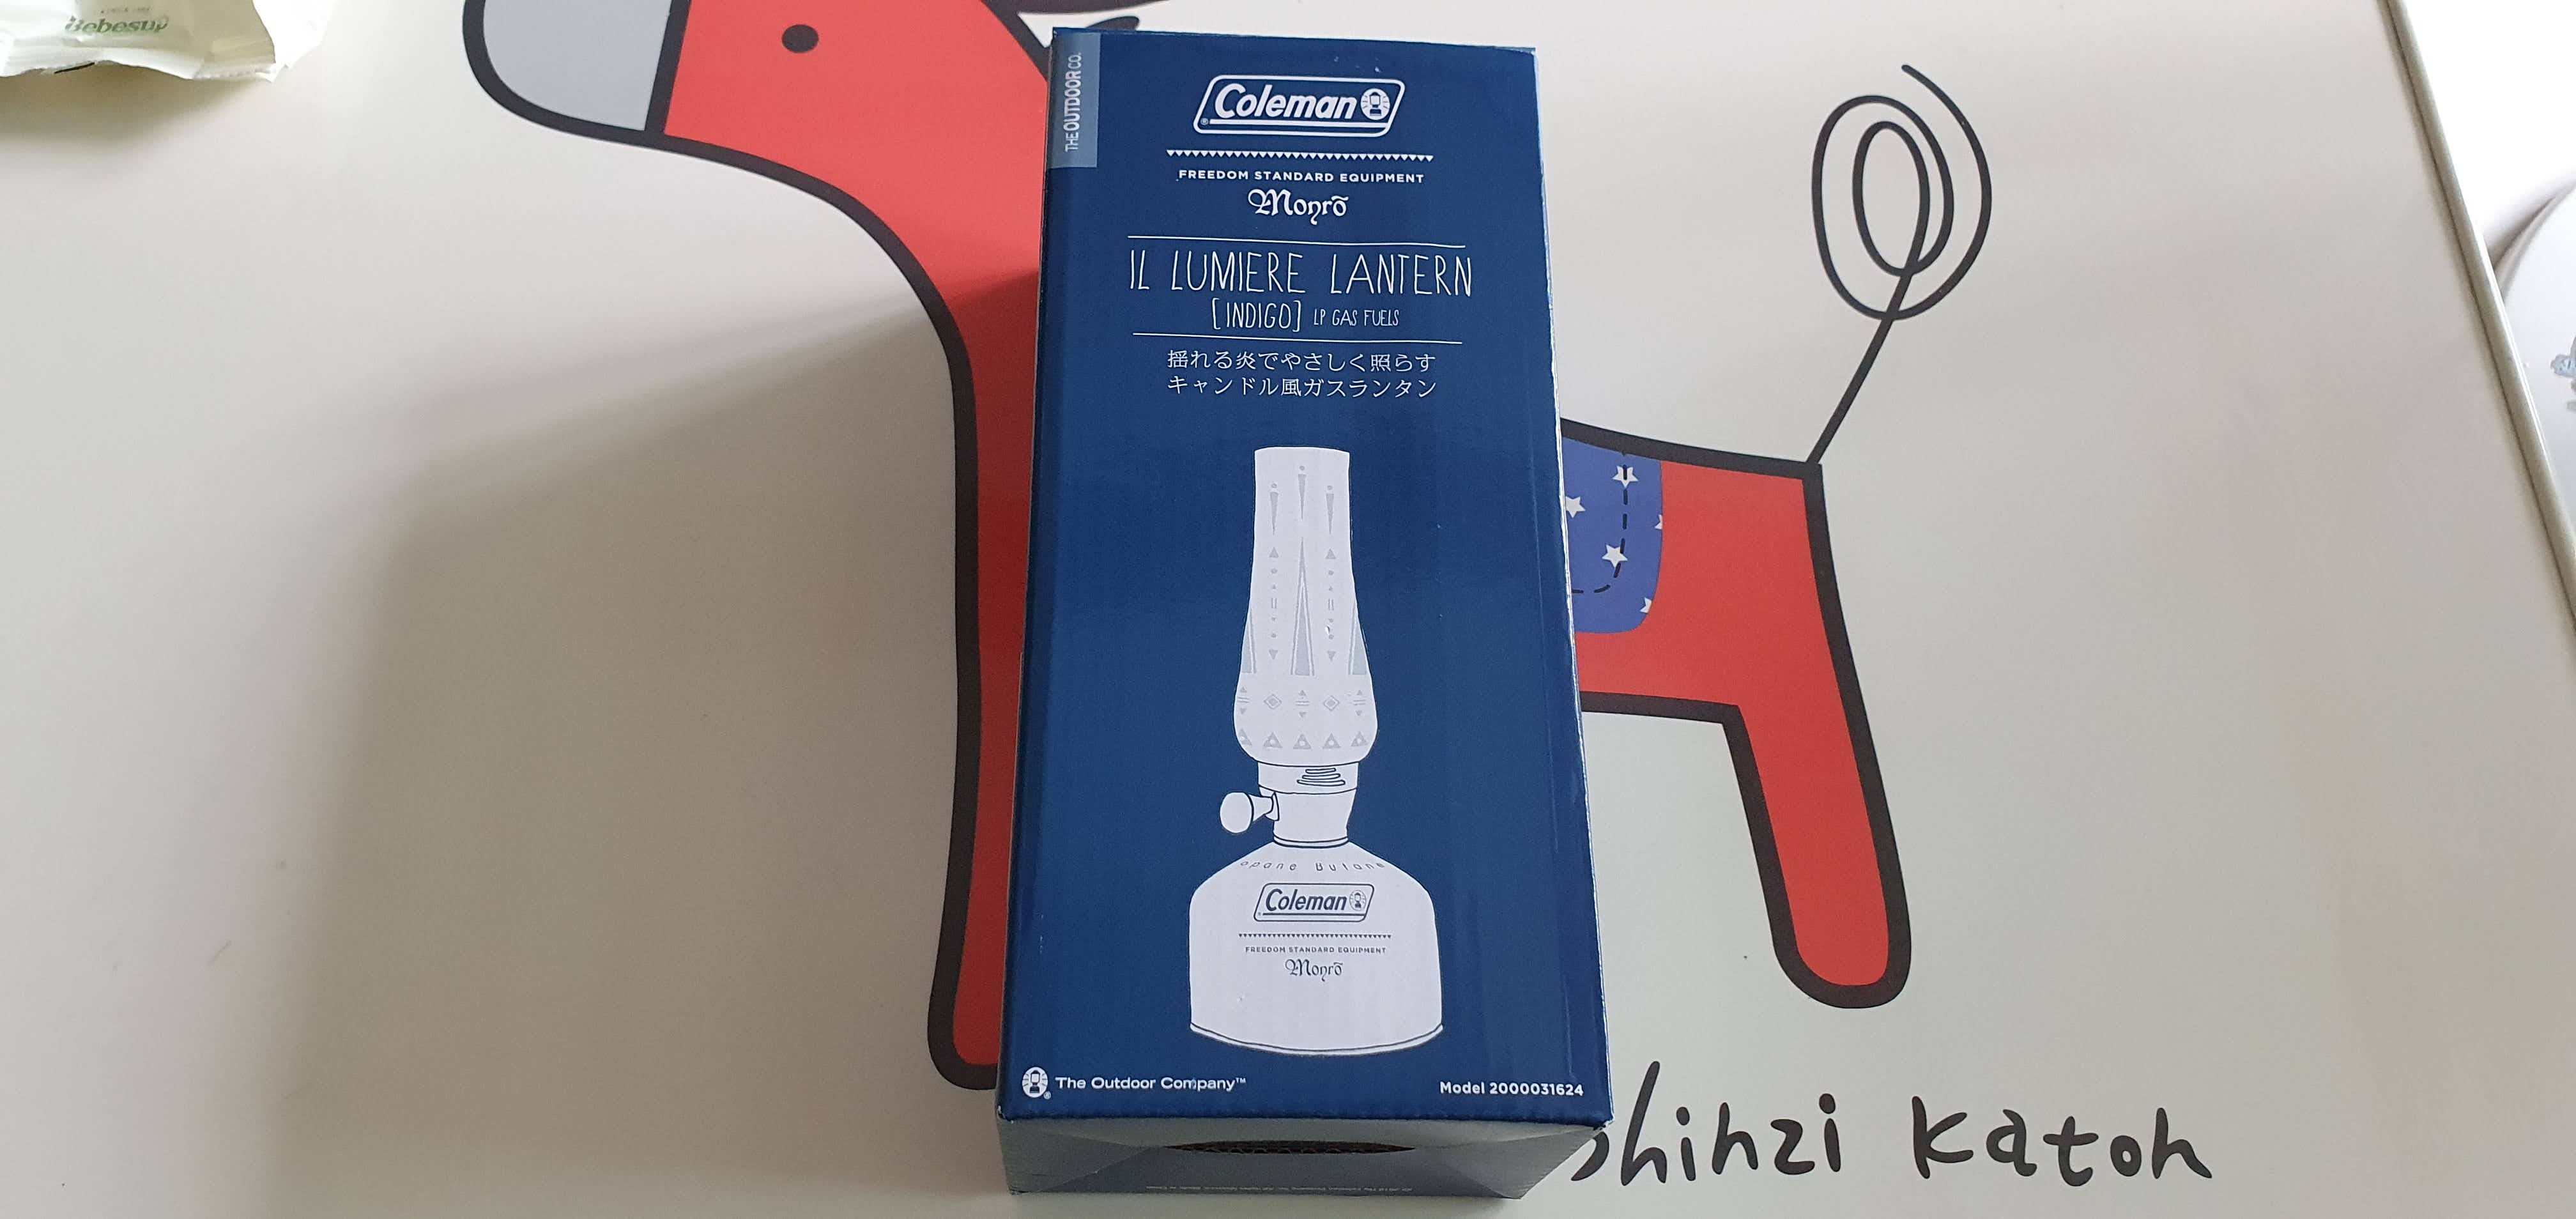 Bebesup
THE OUTDOOR CO.
Coleman
FREEDOM STANDARD EQUIPMENT
Monro
IL LUMIERE LANTERN
[INDIGO] LP GAS FUELS
揺れる炎でやさしく照らす
キャンドル風ガスランタン
opane Butane
Coleman
FREEDOM STANDARD EQUIPMENT
Monro
The Outdoor Company™
Model 2000031624
hinzi katoh